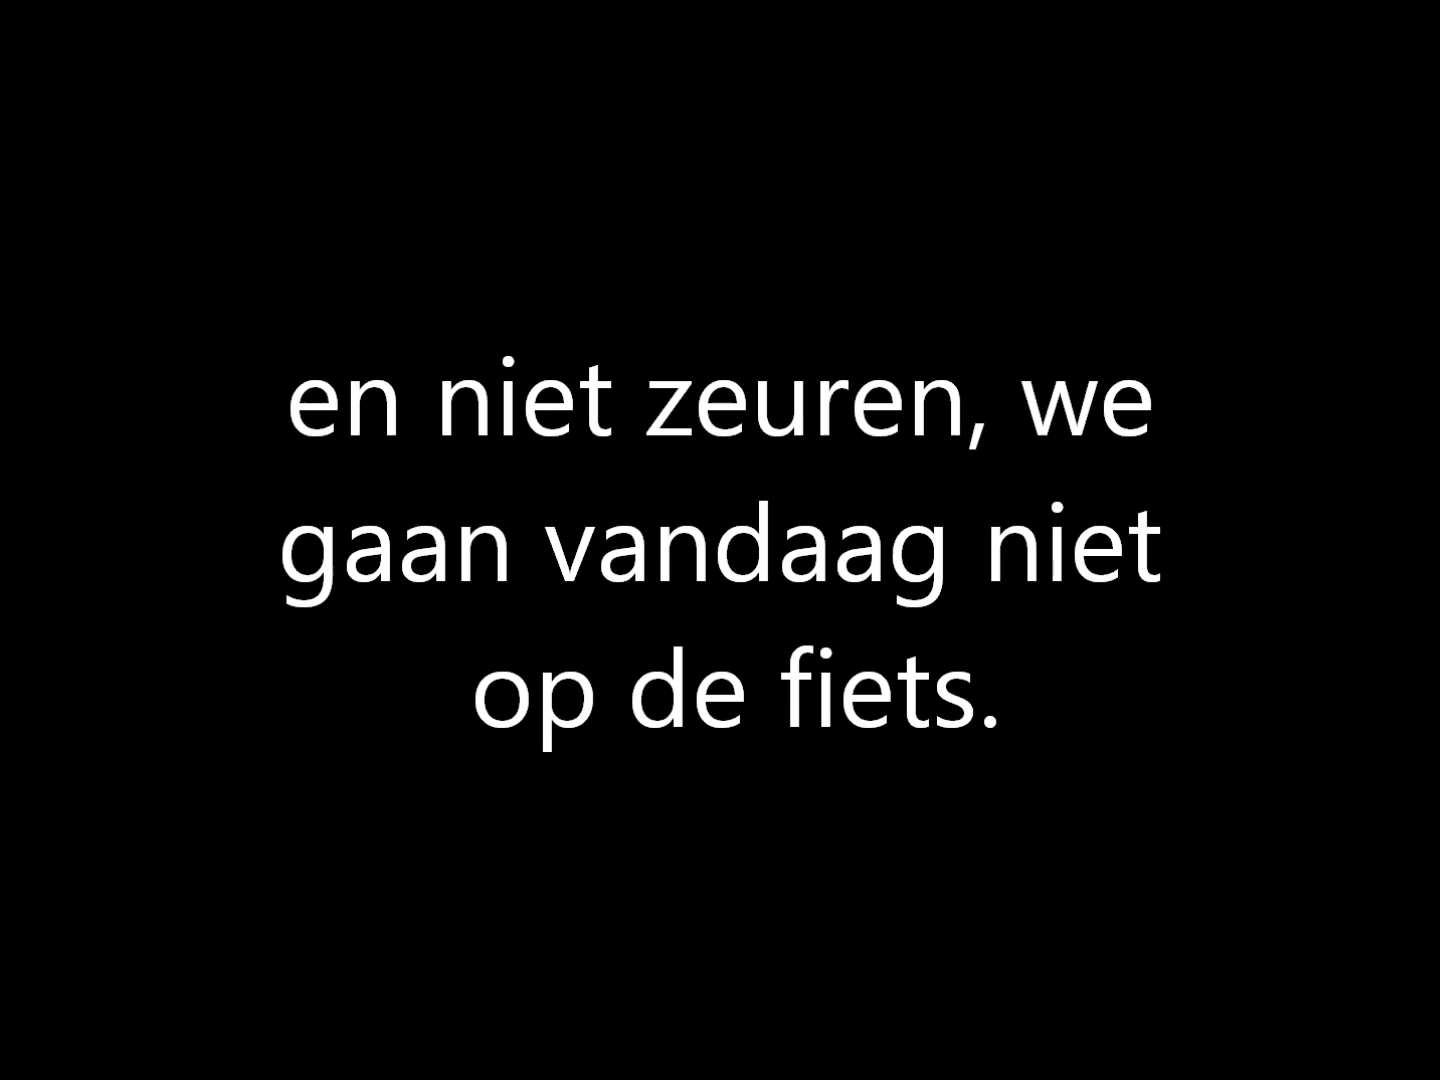 en niet zeuren, we
gaan vandaag niet
op de fiets.